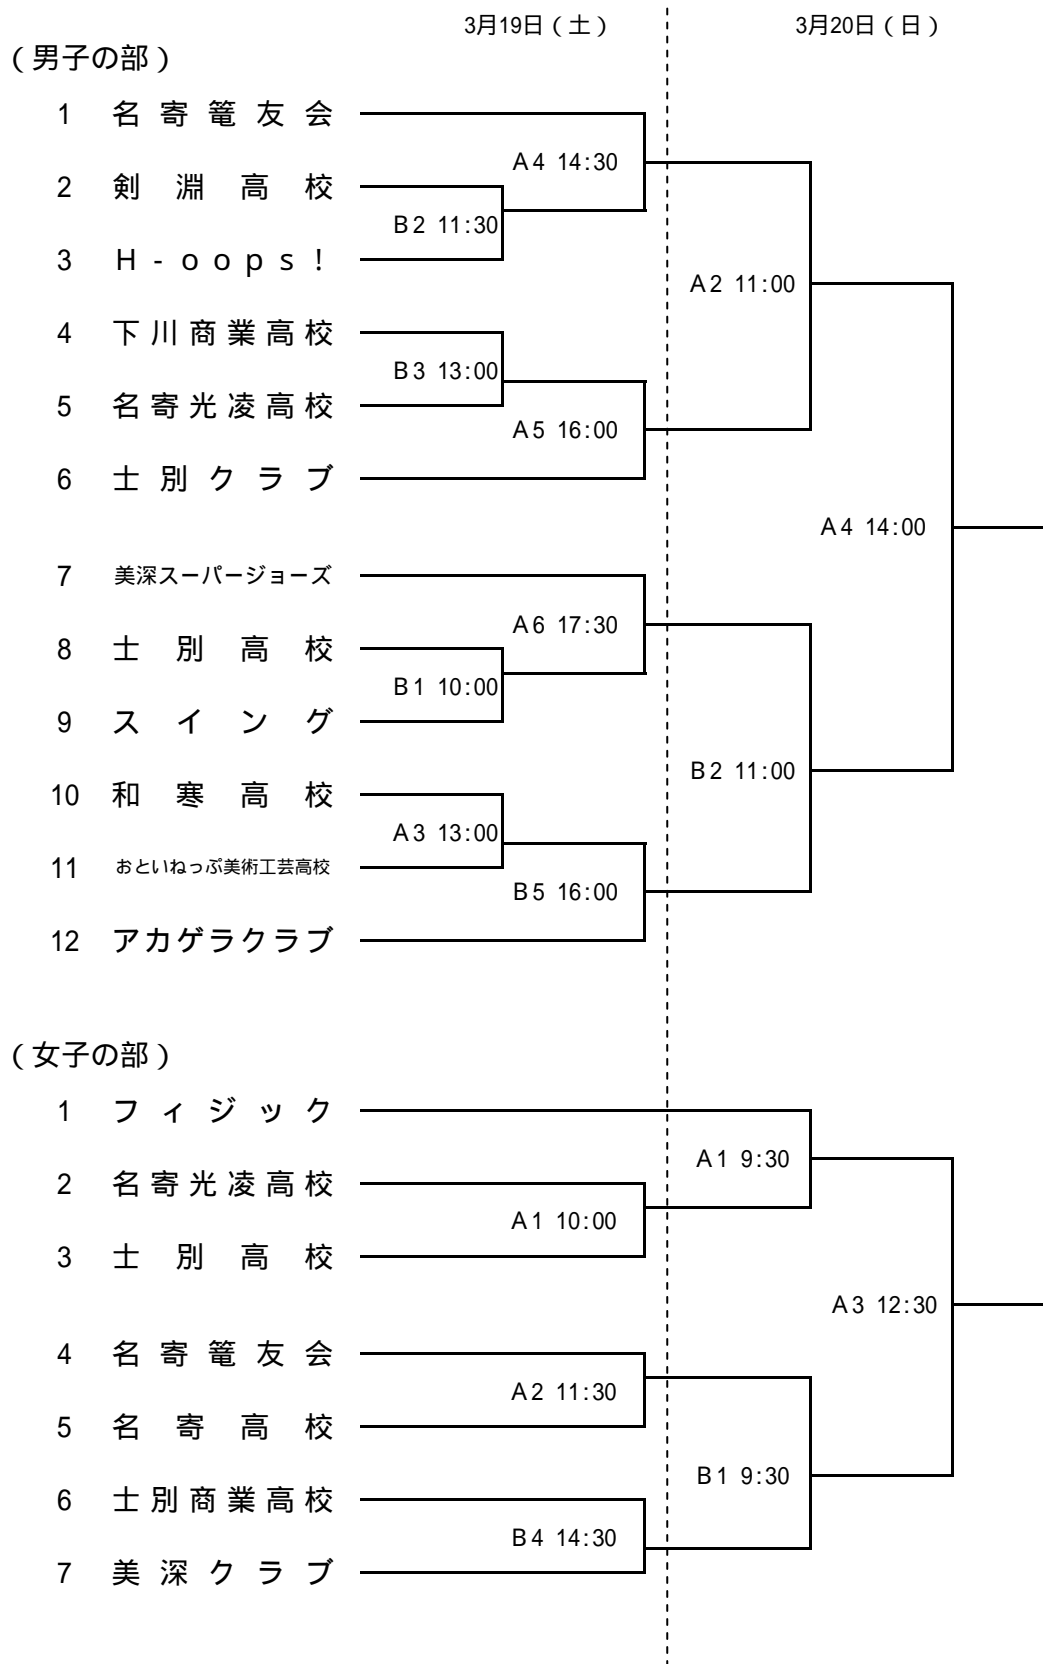 3月19日（土） 3月20日（日）
（男子の部）
1 名寄篭友会
A4 14:30
2 剣淵高校
B2 11:30
3 H-oops!
A2 11:00
4 下川商業高校
B3 13:00
5 名寄光凌高校
A5 16:00
6 士別クラブ
A4 14:00
7 美深スーパージョーズ
A6 17:30
8 士別高校
B1 10:00
9 スイング
B2 11:00
10 和寒高校
A3 13:00
11 おといねっぷ美術工芸高校
B5 16:00
12 アカゲラクラブ
（女子の部）
1 フィジック
A1 9:30
2 名寄光凌高校
A1 10:00
3 士別高校
A3 12:30
4 名寄篭友会
A2 11:30
5 名寄高校
B1 9:30
6 士別商業高校
B4 14:30
7 美深クラブ